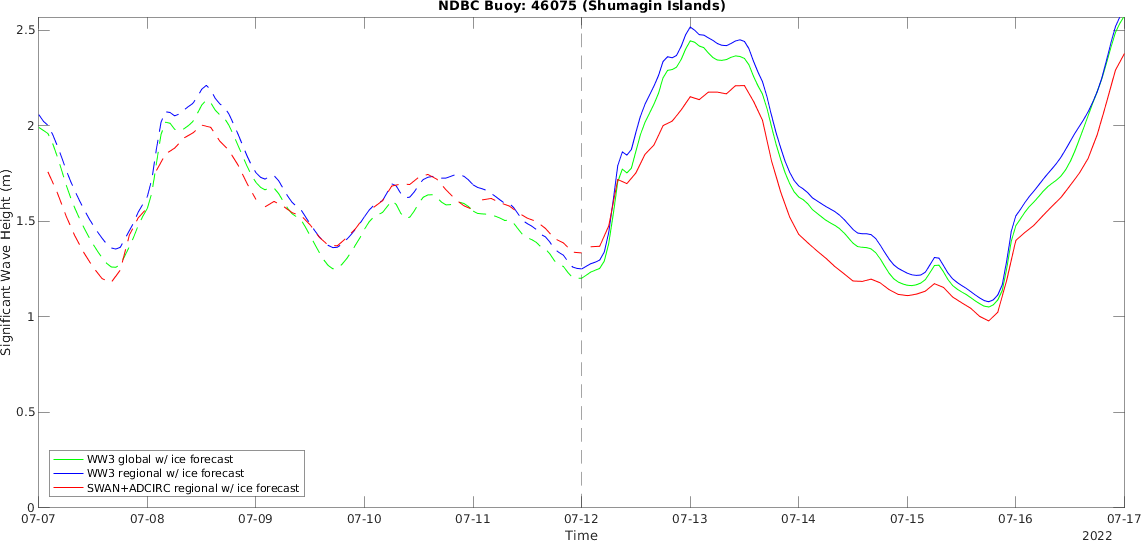 NDBC Buoy: 46075 (Shumagin Islands)
2.5
2
1.5
1
0.5
0
Significant Wave Height (m)
WW3 global w/ ice forecast
WW3 regional w/ ice forecast
SWAN+ADCIRC regional w/ ice forecast
07-07 07-08 07-09 07-10 07-11 07-12 07-13 07-14 07-15 07-16 07-17
Time
2022